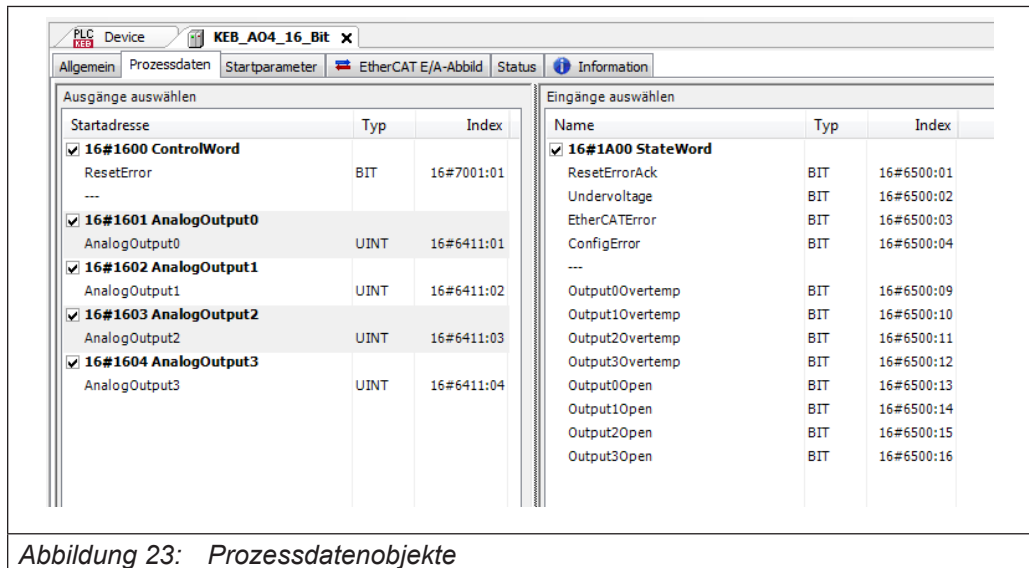 PLC KEB Device KEB_AO4_16_Bit x
Allgemein Prozessdaten Startparameter EtherCAT E/A-Abbild Status Information
Ausgänge auswählen
Startadresse Typ Index
16#1600 ControlWord
ResetError BIT 16#7001:01
---
16#1601 AnalogOutput0
AnalogOutput0 UINT 16#6411:01
16#1602 AnalogOutput1
AnalogOutput1 UINT 16#6411:02
16#1603 AnalogOutput2
AnalogOutput2 UINT 16#6411:03
16#1604 AnalogOutput3
AnalogOutput3 UINT 16#6411:04
Eingänge auswählen
Name Typ Index
16#1A00 StateWord
ResetErrorAck BIT 16#6500:01
Undervoltage BIT 16#6500:02
EtherCATError BIT 16#6500:03
ConfigError BIT 16#6500:04
---
Output0Overtemp BIT 16#6500:09
Output1Overtemp BIT 16#6500:10
Output2Overtemp BIT 16#6500:11
Output3Overtemp BIT 16#6500:12
Output0Open BIT 16#6500:13
Output1Open BIT 16#6500:14
Output2Open BIT 16#6500:15
Output3Open BIT 16#6500:16
Abbildung 23: Prozessdatenobjekte